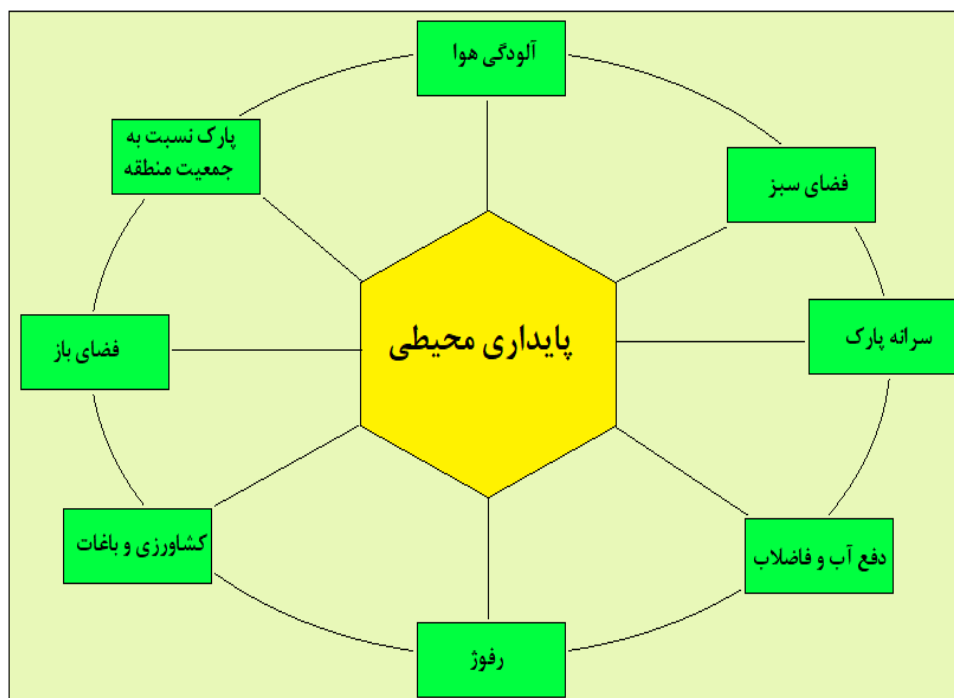 آلودگی هوا
پارک نسبت به
جمعیت منطقه
فضای سبز
پایداری محیطی
سرانه پارک
فضای باز
دفع آب و فاضلاب
کشاورزی و باغات
رفوژ